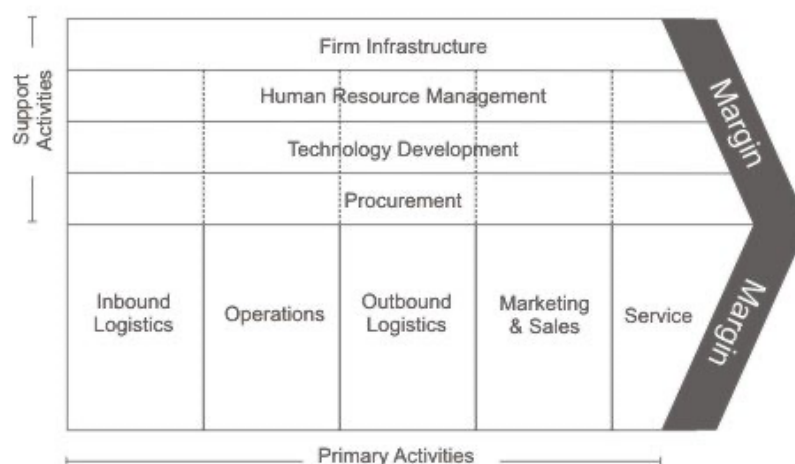 Support
Activities
Firm Infrastructure
Human Resource Management
Technology Development
Procurement
Margin
Inbound
Logistics
Operations
Outbound
Logistics
Marketing
& Sales
Service
Margin
Primary Activities